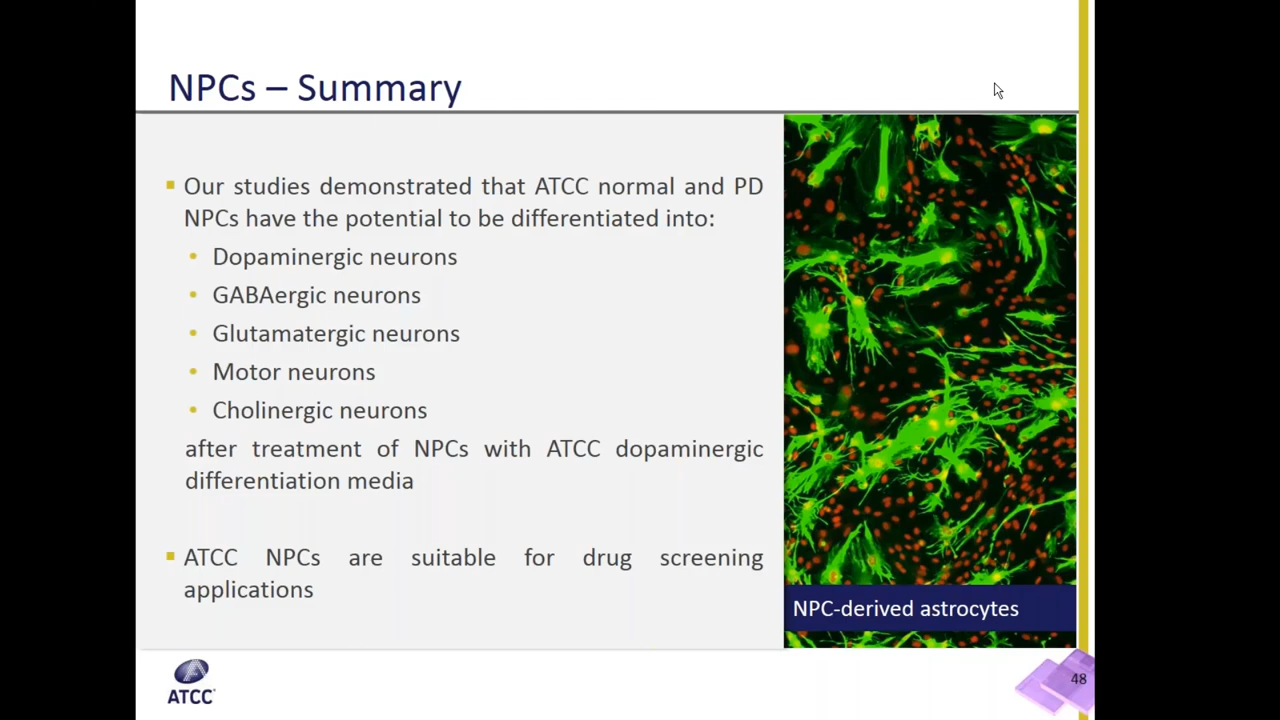 NPCs – Summary
Our studies demonstrated that ATCC normal and PD
NPCs have the potential to be differentiated into:
Dopaminergic neurons
GABAergic neurons
Glutamatergic neurons
Motor neurons
Cholinergic neurons
after treatment of NPCs with ATCC dopaminergic
differentiation media
ATCC NPCs are suitable for drug screening
applications
NPC-derived astrocytes
ATCC
48